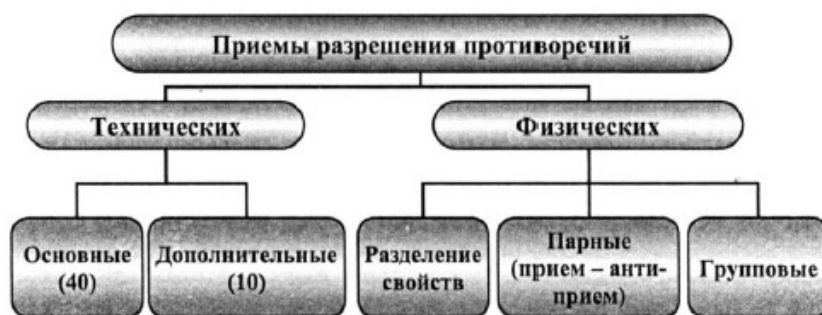 Приемы разрешения противоречий
Технических
Физических
Основные
(40)
Дополнительные
(10)
Разделение
свойств
Парные
(прием – анти-
прием)
Групповые